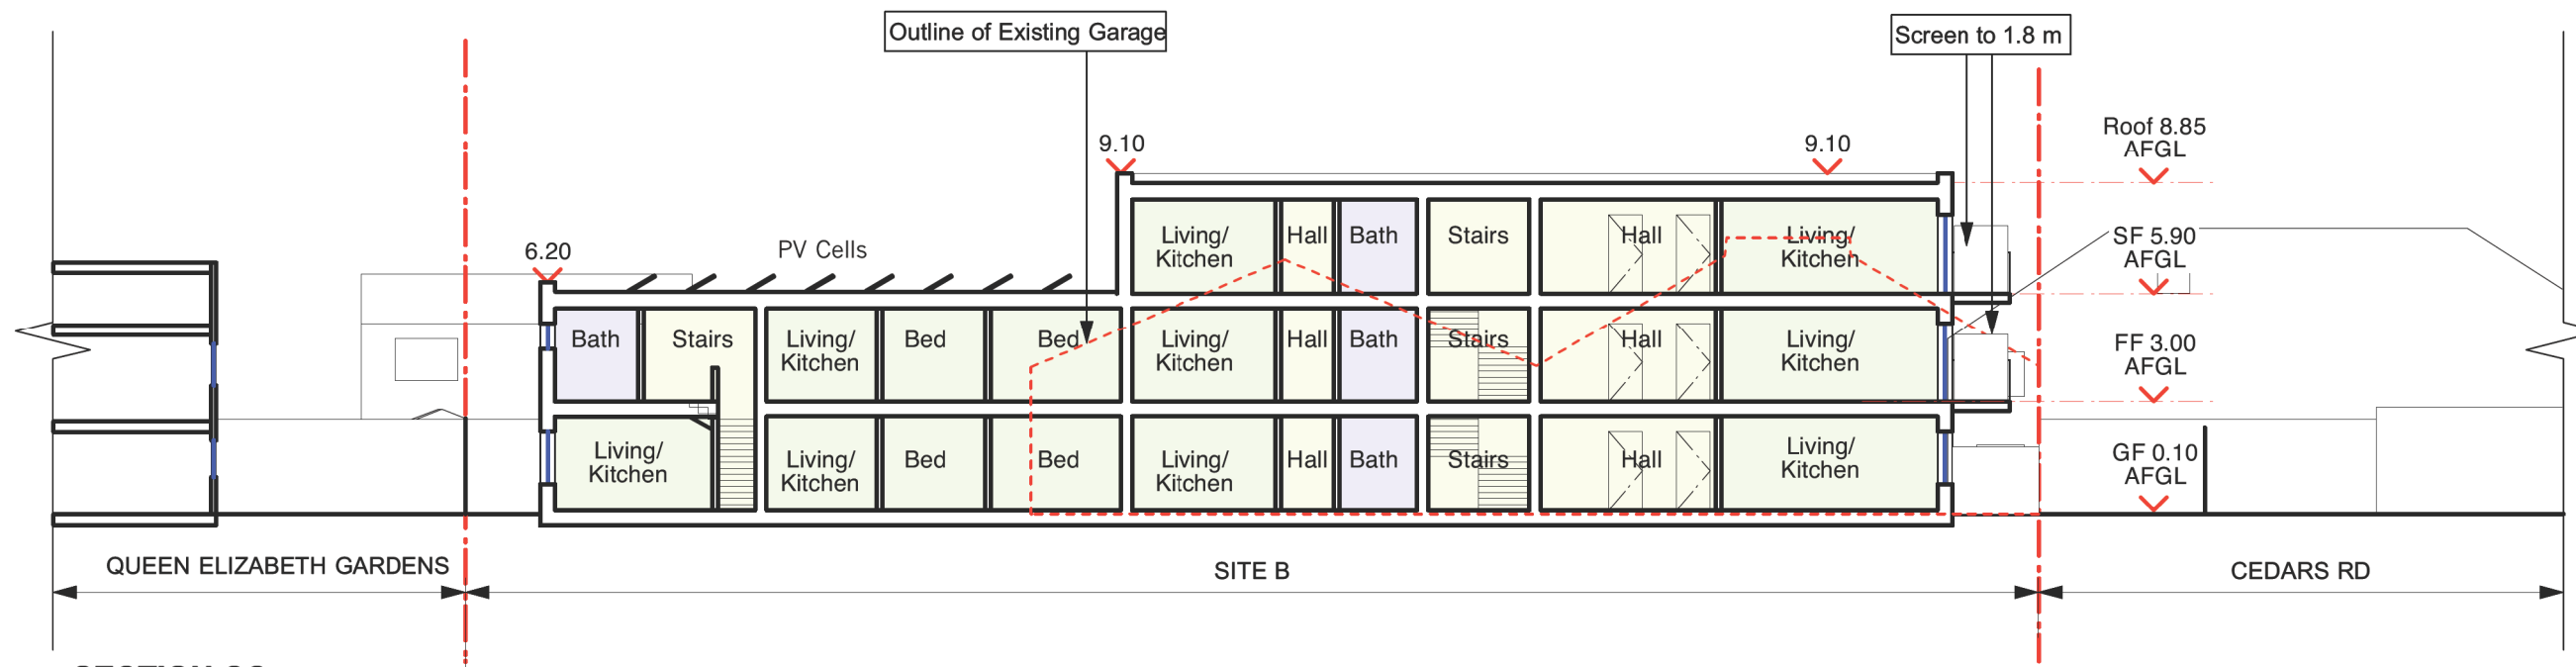 Outline of Existing Garage
Screen to 1.8 m
9.10
9.10
Roof 8.85
AFGL
6.20
PV Cells
Living/
Kitchen
Hall
Bath
Stairs
Hall
Living/
Kitchen
SF 5.90
AFGL
Bath
Stairs
Living/
Kitchen
Bed
Bed
Living/
Kitchen
Hall
Bath
Stairs
Hall
Living/
Kitchen
FF 3.00
AFGL
Living/
Kitchen
Living/
Kitchen
Bed
Bed
Living/
Kitchen
Hall
Bath
Stairs
Hall
Living/
Kitchen
GF 0.10
AFGL
QUEEN ELIZABETH GARDENS
SITE B
CEDARS RD